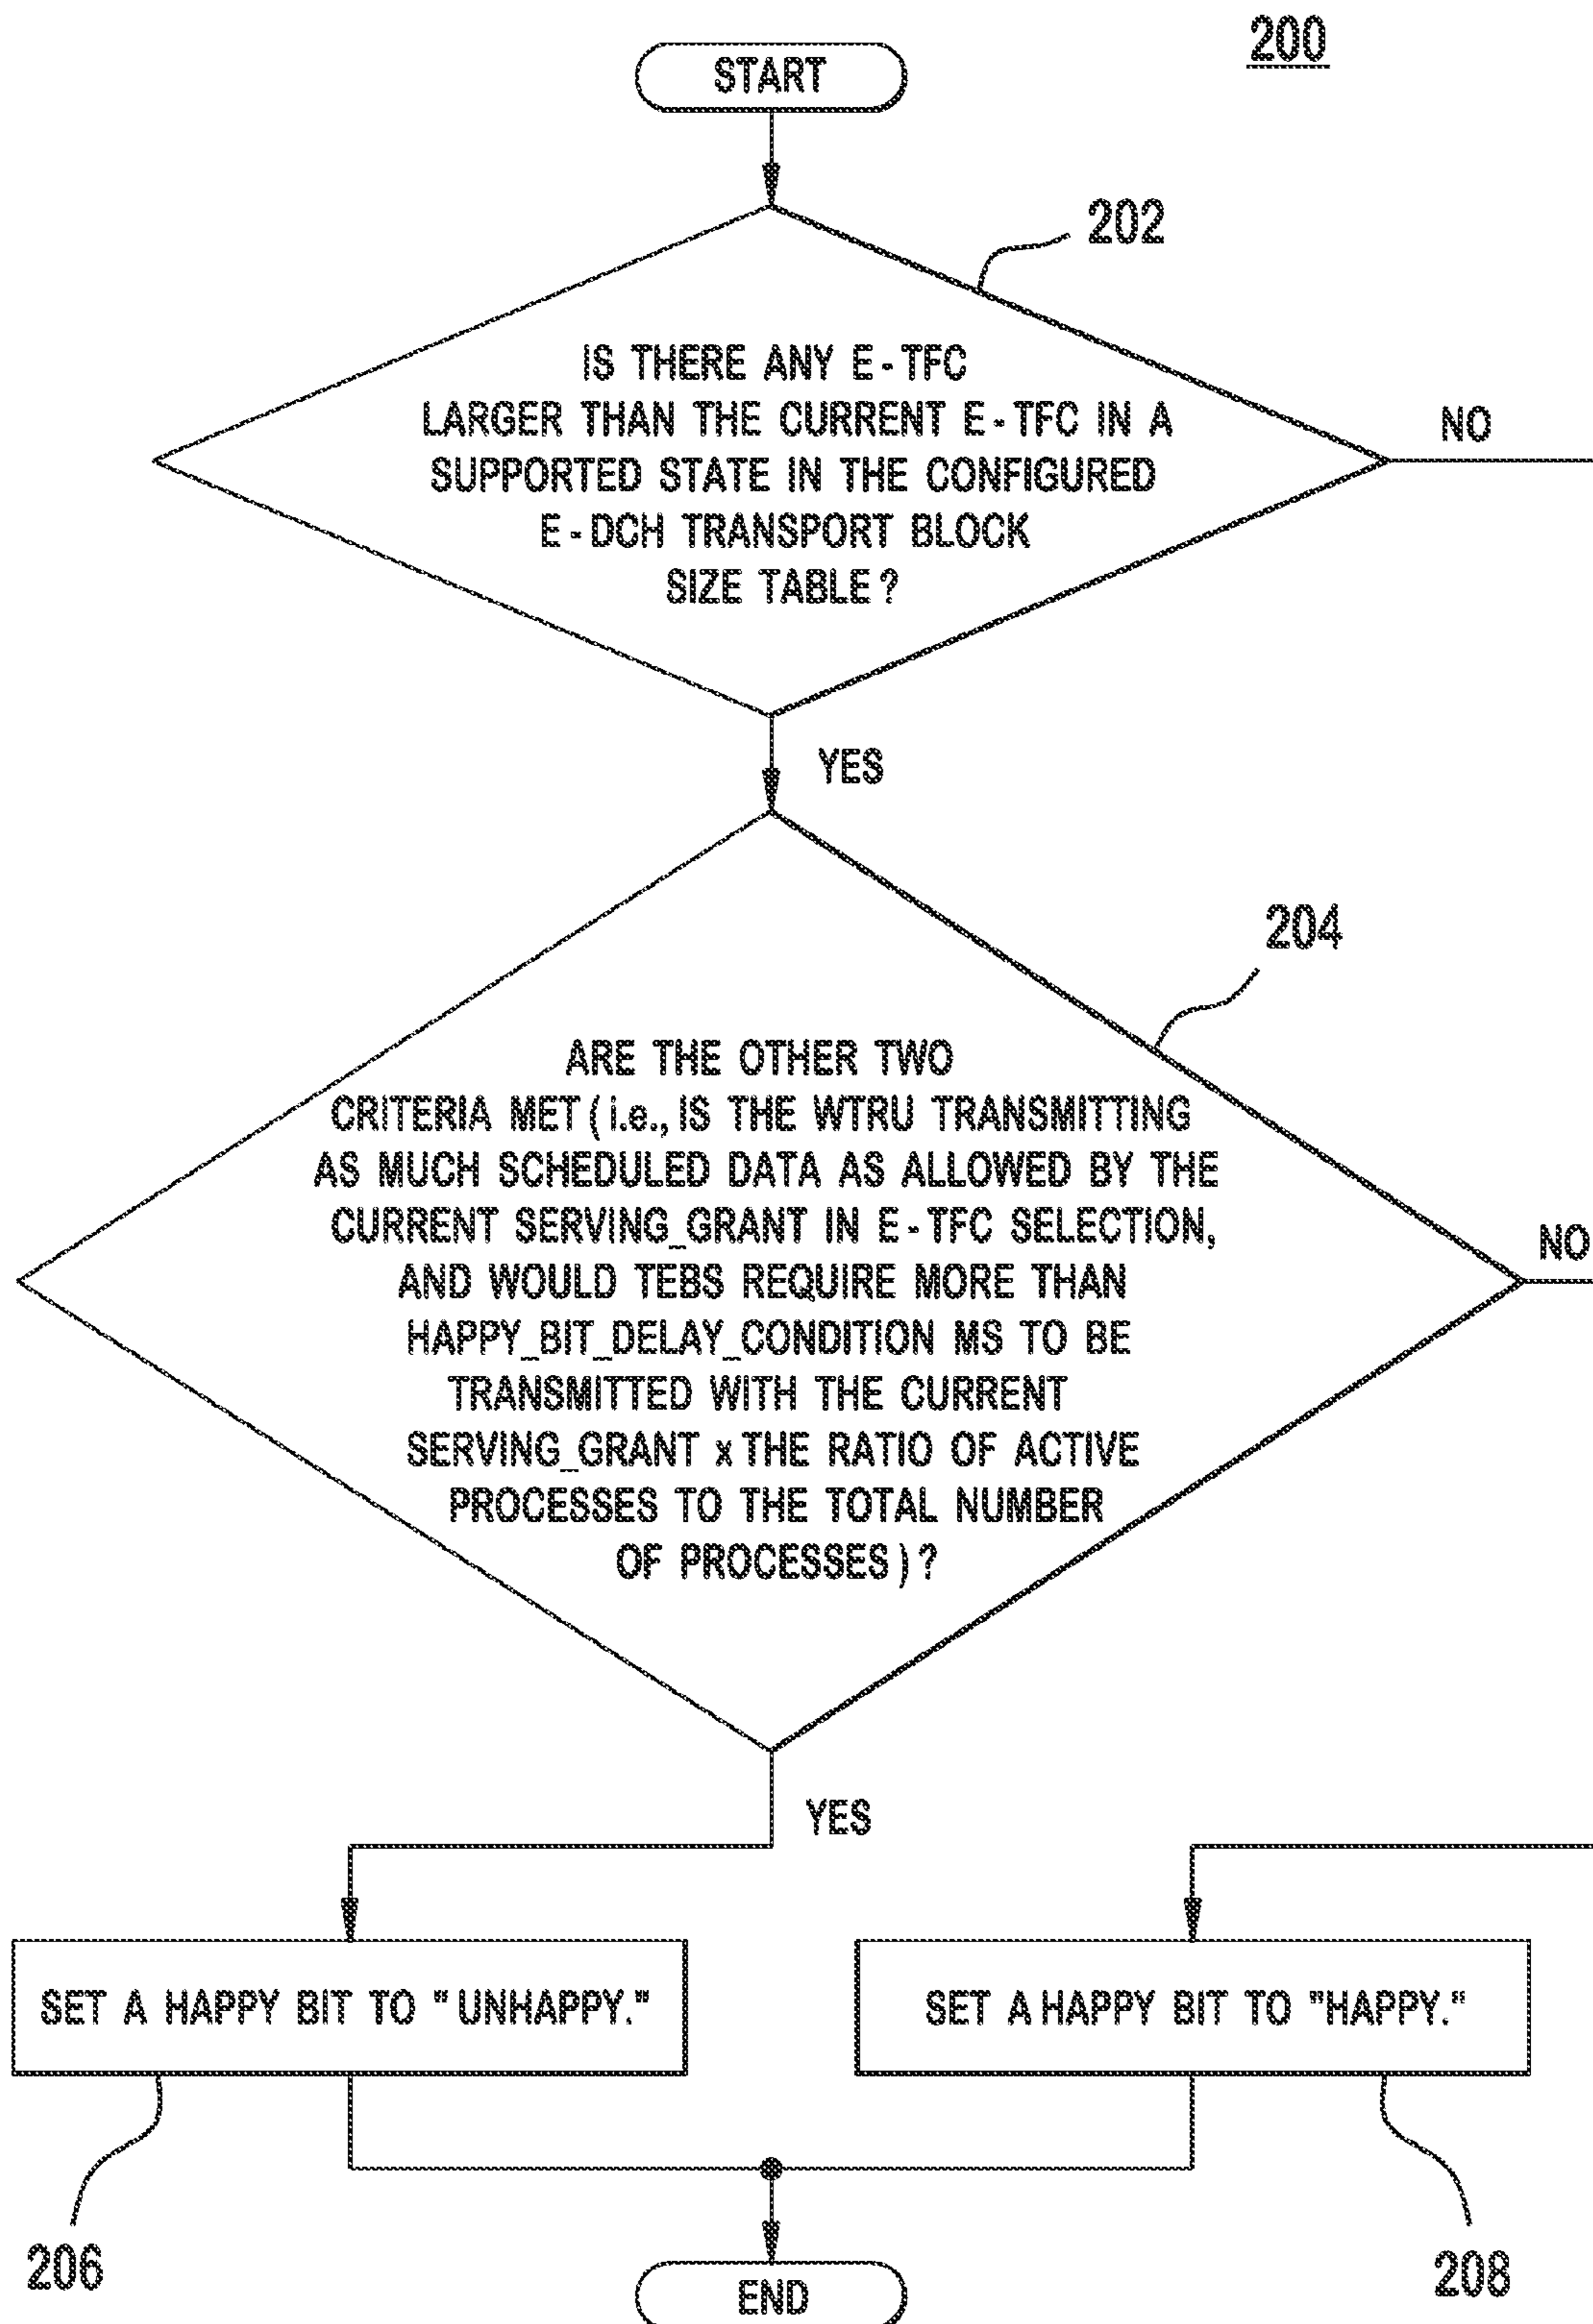 200
START
202
IS THERE ANY E-TFC
LARGER THAN THE CURRENT E-TFC IN A
SUPPORTED STATE IN THE CONFIGURED
E-DCH TRANSPORT BLOCK
SIZE TABLE?
NO
YES
204
ARE THE OTHER TWO
CRITERIA MET (i.e., IS THE WTRU TRANSMITTING
AS MUCH SCHEDULED DATA AS ALLOWED BY THE
CURRENT SERVING_GRANT IN E-TFC SELECTION,
AND WOULD TEBS REQUIRE MORE THAN
HAPPY_BIT_DELAY_CONDITION MS TO BE
TRANSMITTED WITH THE CURRENT
SERVING_GRANT x THE RATIO OF ACTIVE
PROCESSES TO THE TOTAL NUMBER
OF PROCESSES)?
NO
YES
SET A HAPPY BIT TO "UNHAPPY."
SET A HAPPY BIT TO "HAPPY."
206
208
END